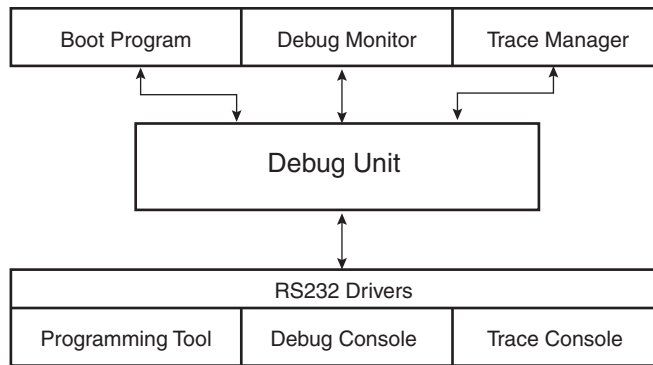 Boot Program
Debug Monitor
Trace Manager
Debug Unit
RS232 Drivers
Programming Tool
Debug Console
Trace Console